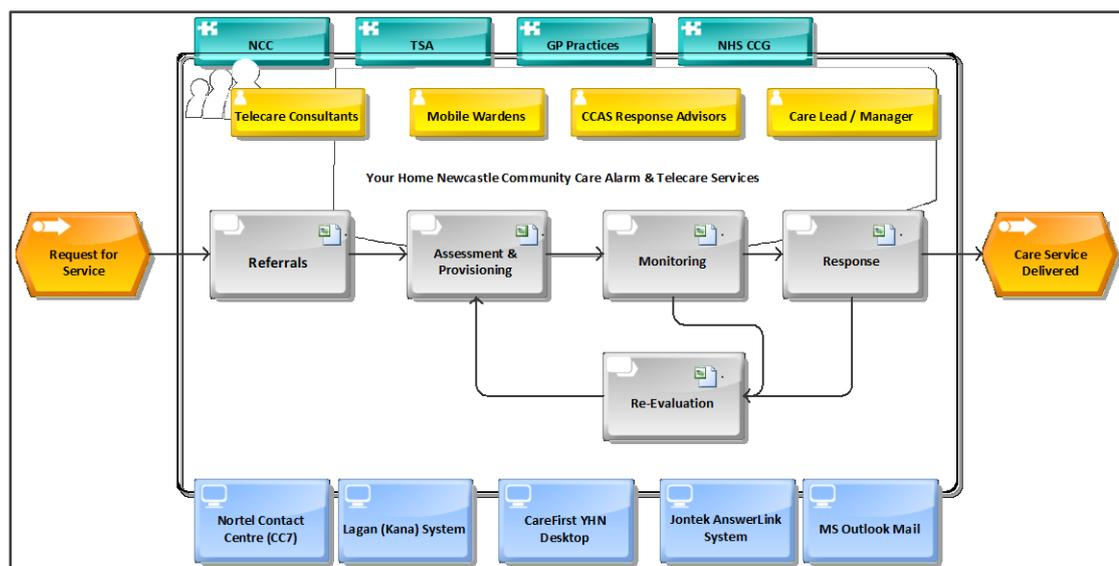 NCC
TSA
GP Practices
NHS CCG
Telecare Consultants
Mobile Wardens
CCAS Response Advisors
Care Lead / Manager
Your Home Newcastle Community Care Alarm & Telecare Services
Request for
Service
Referrals
Assessment &
Provisioning
Monitoring
Response
Care Service
Delivered
Re-Evaluation
Nortel Contact
Centre (CC7)
Lagan (Kana) System
CareFirst YHN
Desktop
Jontek AnswerLink
System
MS Outlook Mail